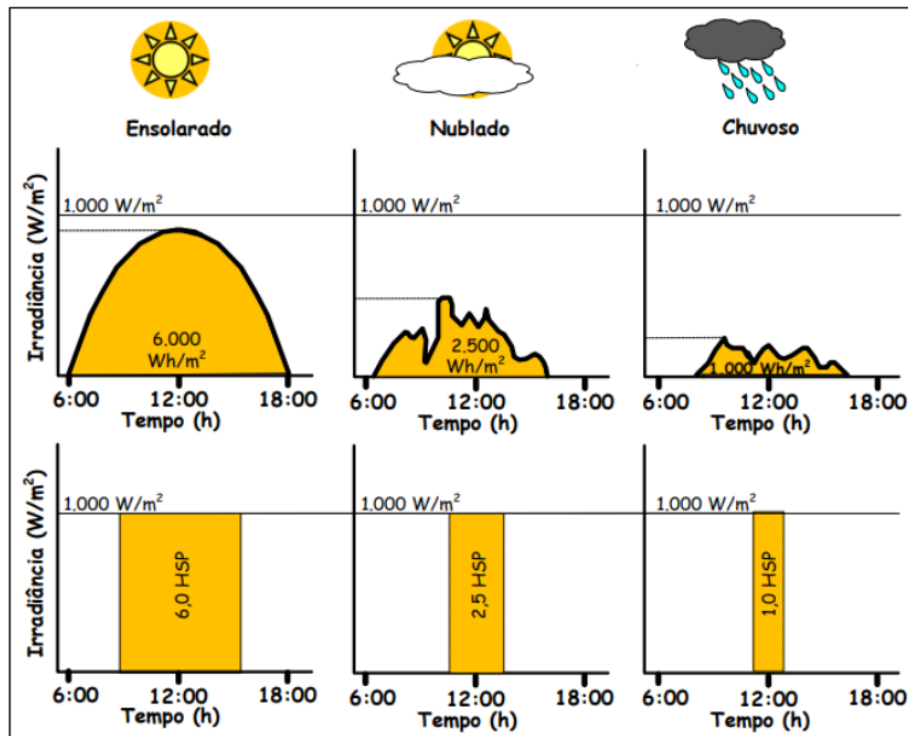 Ensolarado
Nublado
Chuvoso
Irradiância (W/m²)
1.000 W/m²
1.000 W/m²
1.000 W/m²
6.000
Wh/m²
2.500
Wh/m²
1.000 Wh/m²
6:00 12:00 18:00
6:00 12:00 18:00
6:00 12:00 18:00
Tempo (h)
Tempo (h)
Tempo (h)
Irradiância (W/m²)
1.000 W/m²
1.000 W/m²
1.000 W/m²
6,0 HSP
2,5 HSP
1,0 HSP
6:00 12:00 18:00
6:00 12:00 18:00
6:00 12:00 18:00
Tempo (h)
Tempo (h)
Tempo (h)